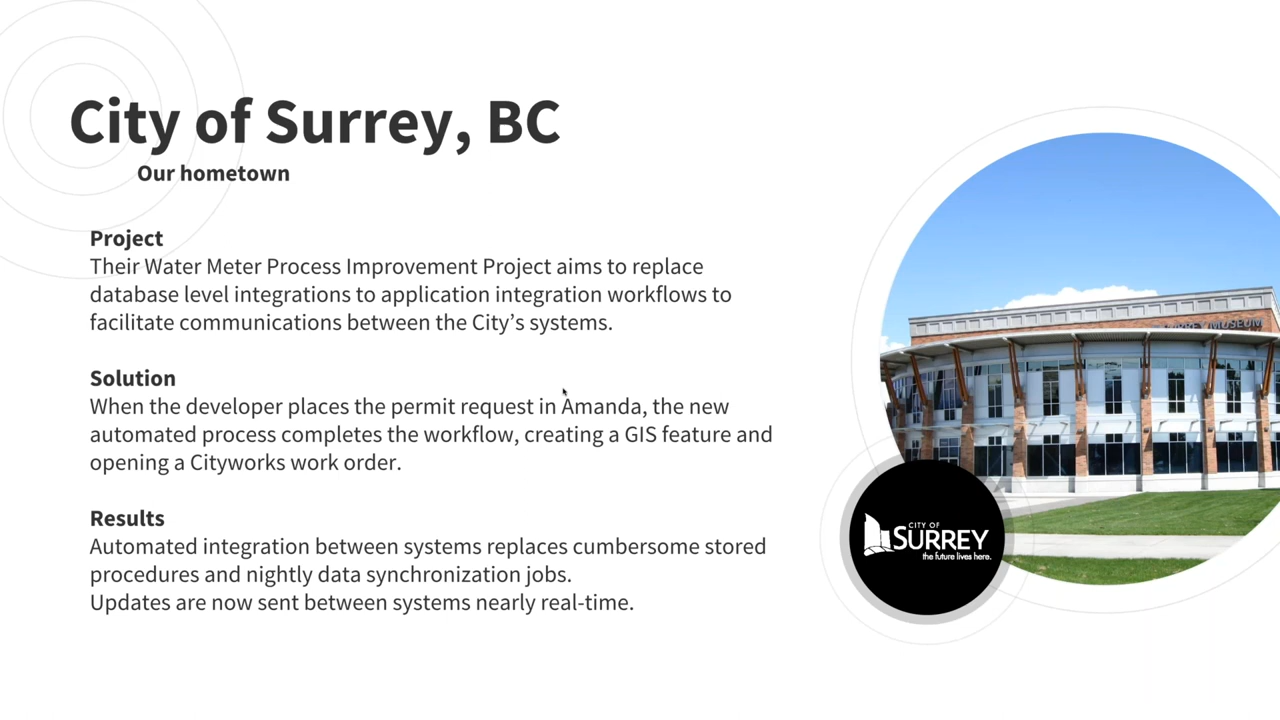 City of Surrey, BC
Our hometown
Project
Their Water Meter Process Improvement Project aims to replace
database level integrations to application integration workflows to
facilitate communications between the City’s systems.
Solution
When the developer places the permit request in Amanda, the new
automated process completes the workflow, creating a GIS feature and
opening a Cityworks work order.
Results
Automated integration between systems replaces cumbersome stored
procedures and nightly data synchronization jobs.
Updates are now sent between systems nearly real-time.
SURREY MUSEUM
CITY OF
SURREY
the future lives here.